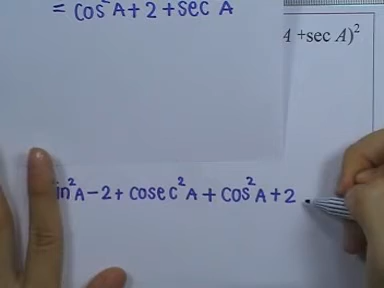 = cos²A + 2 + sec A
A + sec A)²
in²A − 2 + cosec²A + cos²A + 2